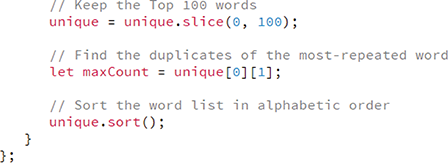 // Keep the Top 100 words
unique = unique.slice(0, 100);
// Find the duplicates of the most-repeated word
let maxCount = unique[0][1];
// Sort the word list in alphabetic order
unique.sort();
}
};